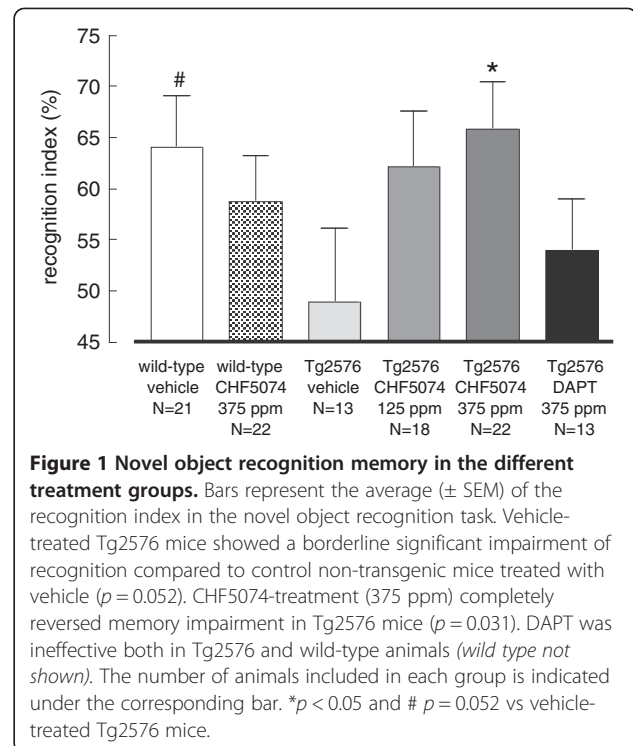 75
70
65
60
55
50
45
recognition index (%)
#
*
wild-type
vehicle
N=21
wild-type
CHF5074
375 ppm
N=22
Tg2576
vehicle
N=13
Tg2576
CHF5074
125 ppm
N=18
Tg2576
CHF5074
375 ppm
N=22
Tg2576
DAPT
375 ppm
N=13
Figure 1 Novel object recognition memory in the different
treatment groups. Bars represent the average (± SEM) of the
recognition index in the novel object recognition task. Vehicle-
treated Tg2576 mice showed a borderline significant impairment of
recognition compared to control non-transgenic mice treated with
vehicle (p = 0.052). CHF5074-treatment (375 ppm) completely
reversed memory impairment in Tg2576 mice (p = 0.031). DAPT was
ineffective both in Tg2576 and wild-type animals (wild type not
shown). The number of animals included in each group is indicated
under the corresponding bar. *p < 0.05 and # p = 0.052 vs vehicle-
treated Tg2576 mice.